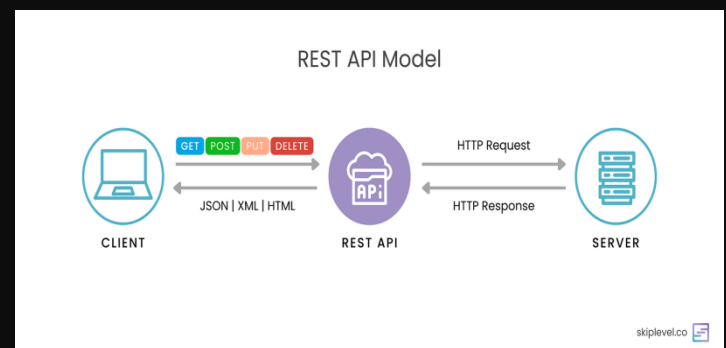 REST API Model
GET POST PUT DELETE
HTTP Request
API
JSON | XML | HTML
HTTP Response
CLIENT
REST API
SERVER
skiplevel.co